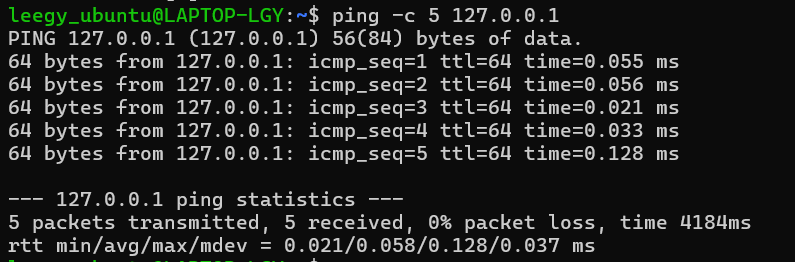 leegy_ubuntu@LAPTOP-LGY:~$ ping -c 5 127.0.0.1
PING 127.0.0.1 (127.0.0.1) 56(84) bytes of data.
64 bytes from 127.0.0.1: icmp_seq=1 ttl=64 time=0.055 ms
64 bytes from 127.0.0.1: icmp_seq=2 ttl=64 time=0.056 ms
64 bytes from 127.0.0.1: icmp_seq=3 ttl=64 time=0.021 ms
64 bytes from 127.0.0.1: icmp_seq=4 ttl=64 time=0.033 ms
64 bytes from 127.0.0.1: icmp_seq=5 ttl=64 time=0.128 ms
--- 127.0.0.1 ping statistics ---
5 packets transmitted, 5 received, 0% packet loss, time 4184ms
rtt min/avg/max/mdev = 0.021/0.058/0.128/0.037 ms